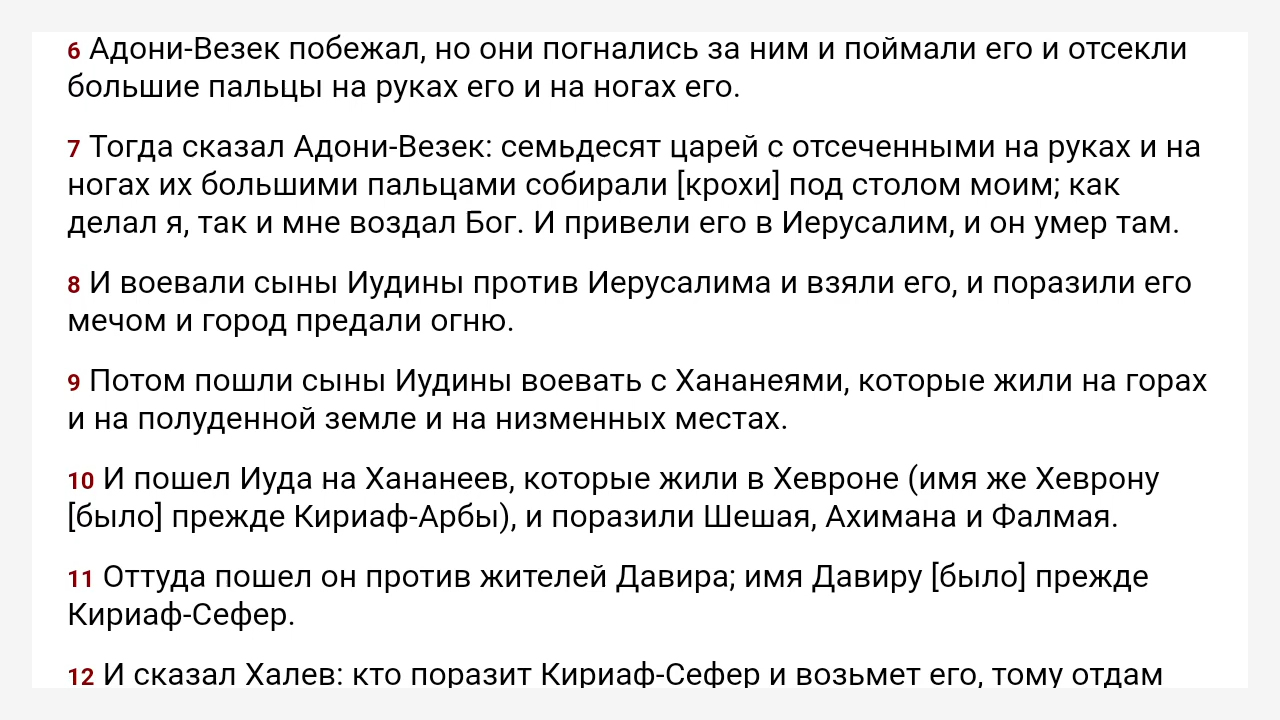 6 Адони-Везек побежал, но они погнались за ним и поймали его и отсекли
большие пальцы на руках его и на ногах его.
7 Тогда сказал Адони-Везек: семьдесят царей с отсеченными на руках и на
ногах их большими пальцами собирали [крохи] под столом моим; как
делал я, так и мне воздал Бог. И привели его в Иерусалим, и он умер там.
8 И воевали сыны Иудины против Иерусалима и взяли его, и поразили его
мечом и город предали огню.
9 Потом пошли сыны Иудины воевать с Хананеями, которые жили на горах
и на полуденной земле и на низменных местах.
10 И пошел Иуда на Хананеев, которые жили в Хевроне (имя же Хеврону
[было] прежде Кириаф-Арбы), и поразили Шешая, Ахимана и Фалмая.
11 Оттуда пошел он против жителей Давира; имя Давиру [было] прежде
Кириаф-Сефер.
12 И сказал Халев: кто поразит Кириаф-Сефер и возьмет его, тому отдам